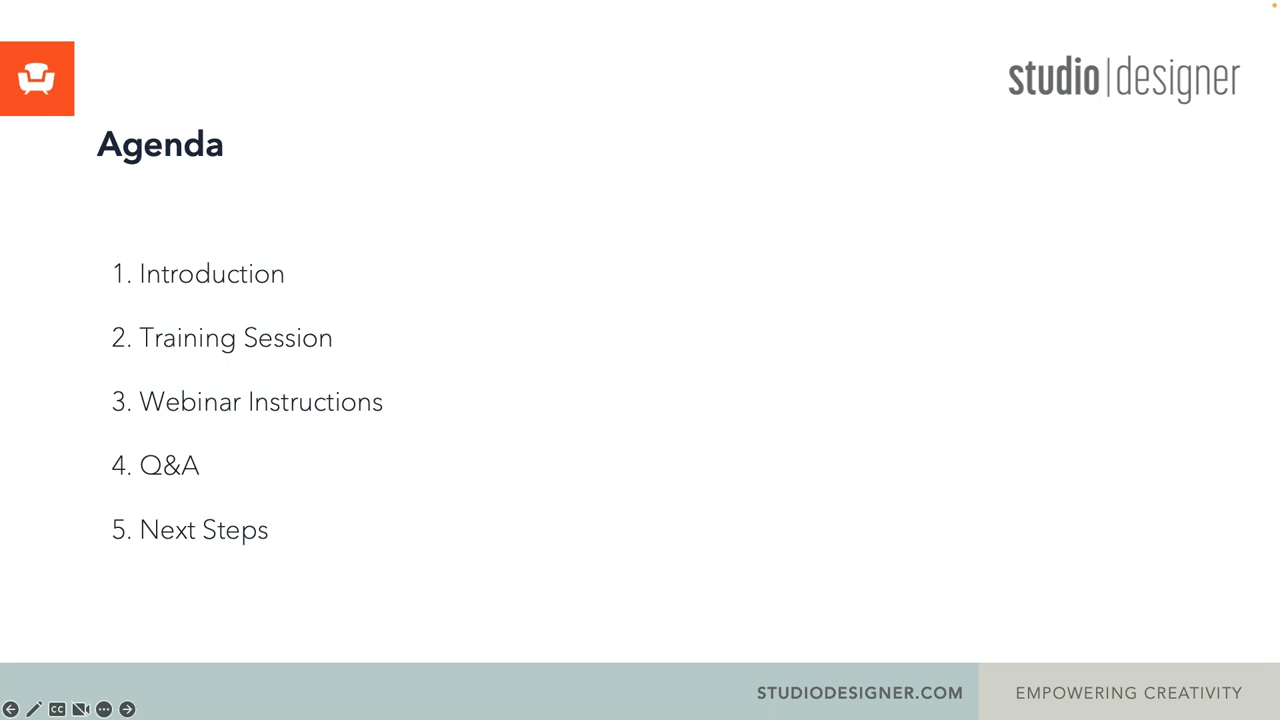 studio|designer
Agenda
1. Introduction
2. Training Session
3. Webinar Instructions
4. Q&A
5. Next Steps
STUDIODESIGNER.COM
EMPOWERING CREATIVITY
CC